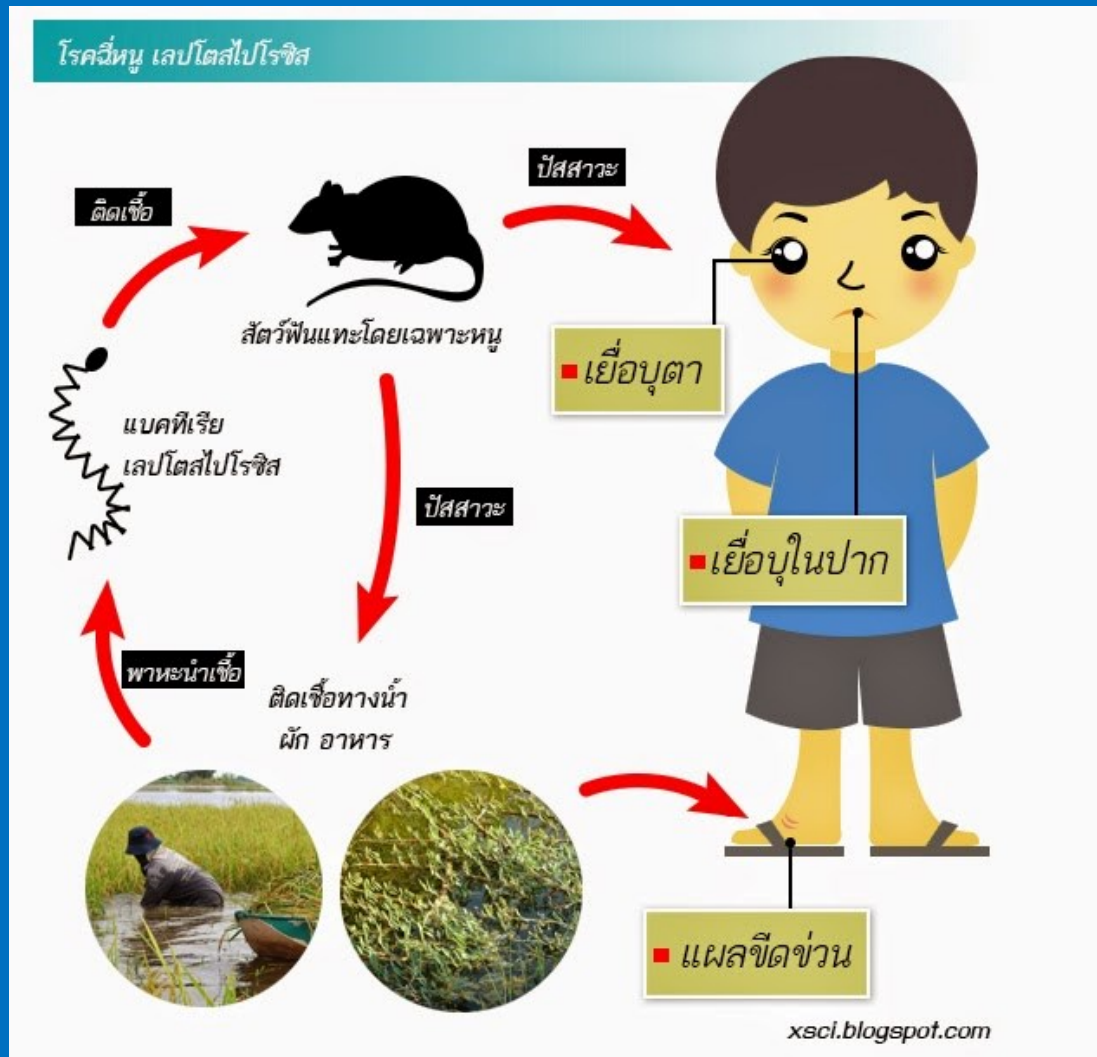 โรคฉี่หนู เลปโตสไปโรซิส
ปัสสาวะ
ติดเชื้อ
สัตว์ฟันแทะโดยเฉพาะหนู
เยื่อบุตา
แบคทีเรีย
เลปโตสไปโรซิส
ปัสสาวะ
เยื่อบุในปาก
พาหะนำเชื้อ
ติดเชื้อทางน้ำ
ผัก อาหาร
แผลขีดข่วน
xsci.blogspot.com